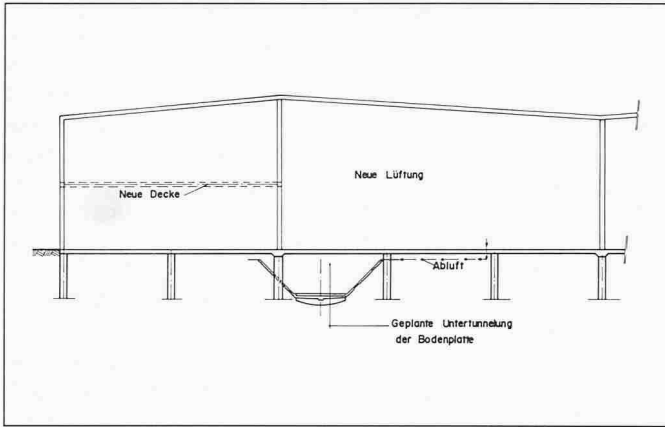 Neue Lüftung
Neue Decke
Abluft
Geplante Untertunnelung
der Bodenplatte